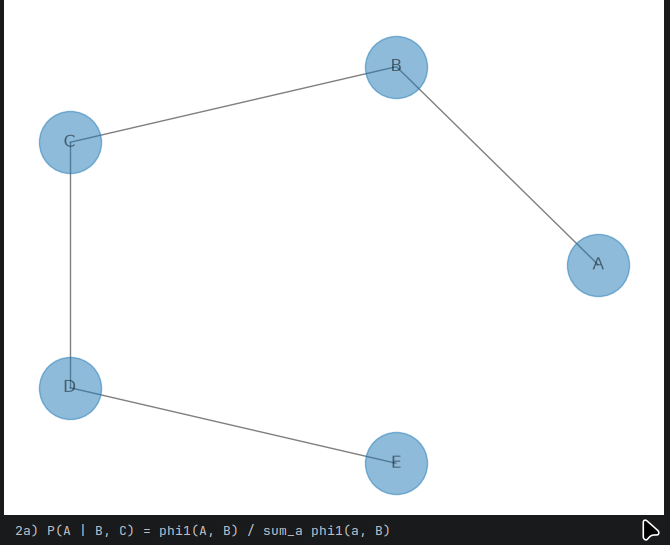 B
C
A
D
E
2a) P(A | B, C) = phi1(A, B) / sum_a phi1(a, B)